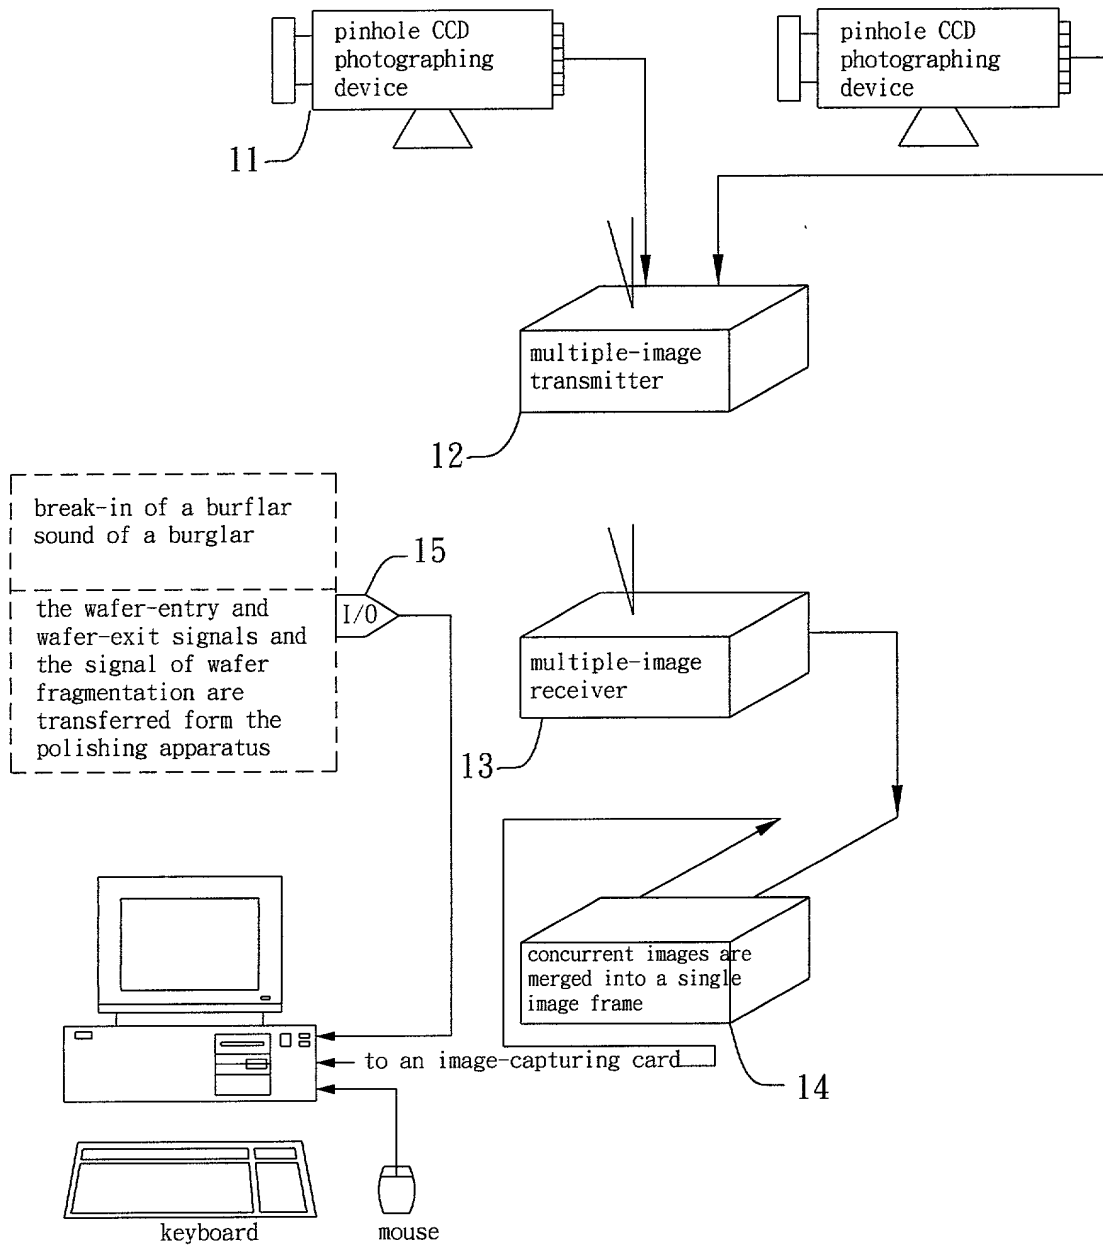 pinhole CCD
photographing
device
pinhole CCD
photographing
device
11
multiple-image
transmitter
12
break-in of a burflar
sound of a burglar
15
I/O
the wafer-entry and
wafer-exit signals and
the signal of wafer
fragmentation are
transferred form the
polishing apparatus
multiple-image
receiver
13
concurrent images are
merged into a single
image frame
14
to an image-capturing card
keyboard
mouse